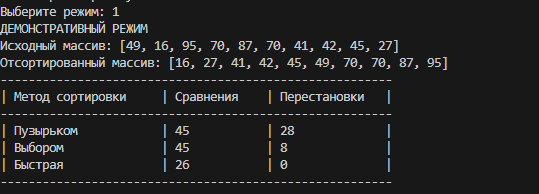 Выберите режим: 1
ДЕМОНСТРАТИВНЫЙ РЕЖИМ
Исходный массив: [49, 16, 95, 70, 87, 70, 41, 42, 45, 27]
Отсортированный массив: [16, 27, 41, 42, 45, 49, 70, 70, 87, 95]
--------------------------------------------------------
| Метод сортировки | Сравнения | Перестановки |
--------------------------------------------------------
| Пузырьком | 45 | 28 |
| Выбором | 45 | 8 |
| Быстрая | 26 | 0 |
--------------------------------------------------------